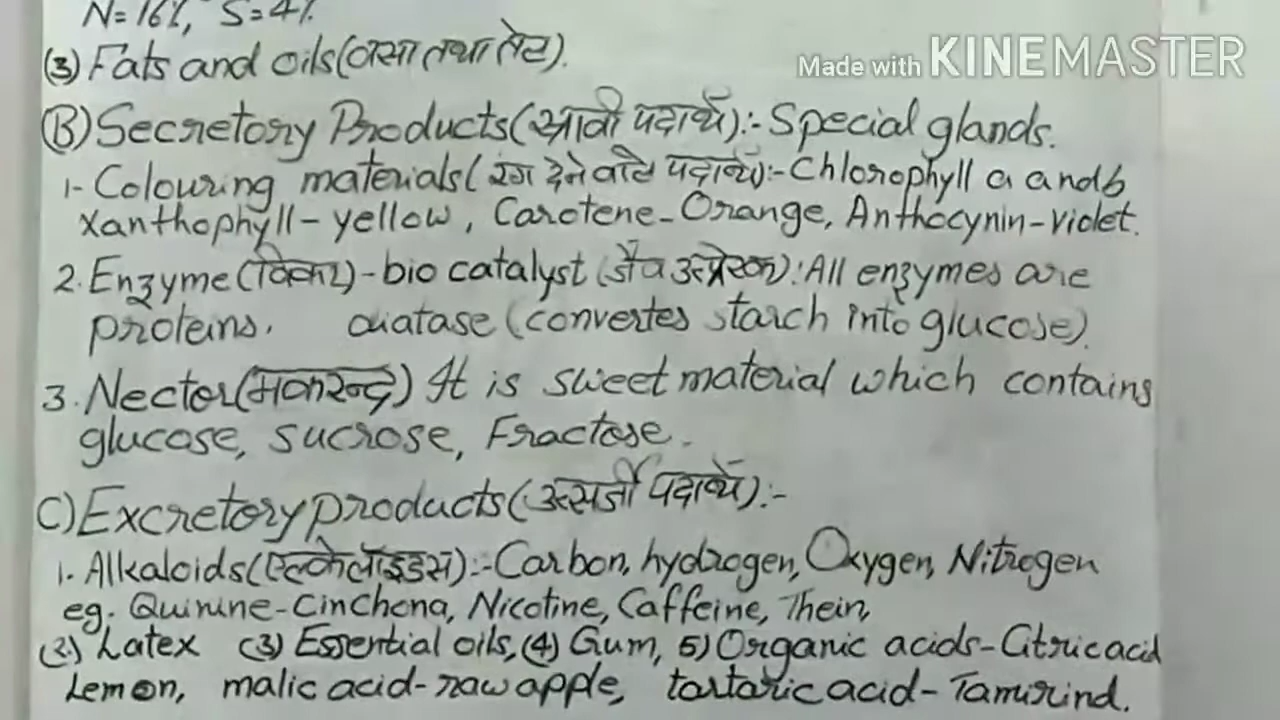 N=16%, S=4%.
(3) Fats and oils (वसा तथा तेल).
Made with KINEMASTER
(B) Secretory Products (स्रावी पदार्थ):- Special glands.
1- Colouring materials (रंग देने वाले पदार्थ):- Chlorophyll a and b
Xanthophyll - yellow, Carotene - Orange, Anthocynin - violet.
2. Enzyme (विकर) - bio catalyst (जैव उत्प्रेरक): All enzymes are
proteins. diatase (convertes starch into glucose).
3. Nector (मकरन्द) It is sweet material which contains
glucose, sucrose, Fractose.
C) Excretory products (उत्सर्जी पदार्थ):-
1. Alkaloids (एल्केलॉइडस):- Carbon, hydrogen, Oxygen, Nitrogen
eg. Quinine - Cinchona, Nicotine, Caffeine, Thein,
(2) Latex (3) Essential oils, (4) Gum, 5) Organic acids - Citric acid
Lemon, malic acid - raw apple, tartaric acid - Tamirind.